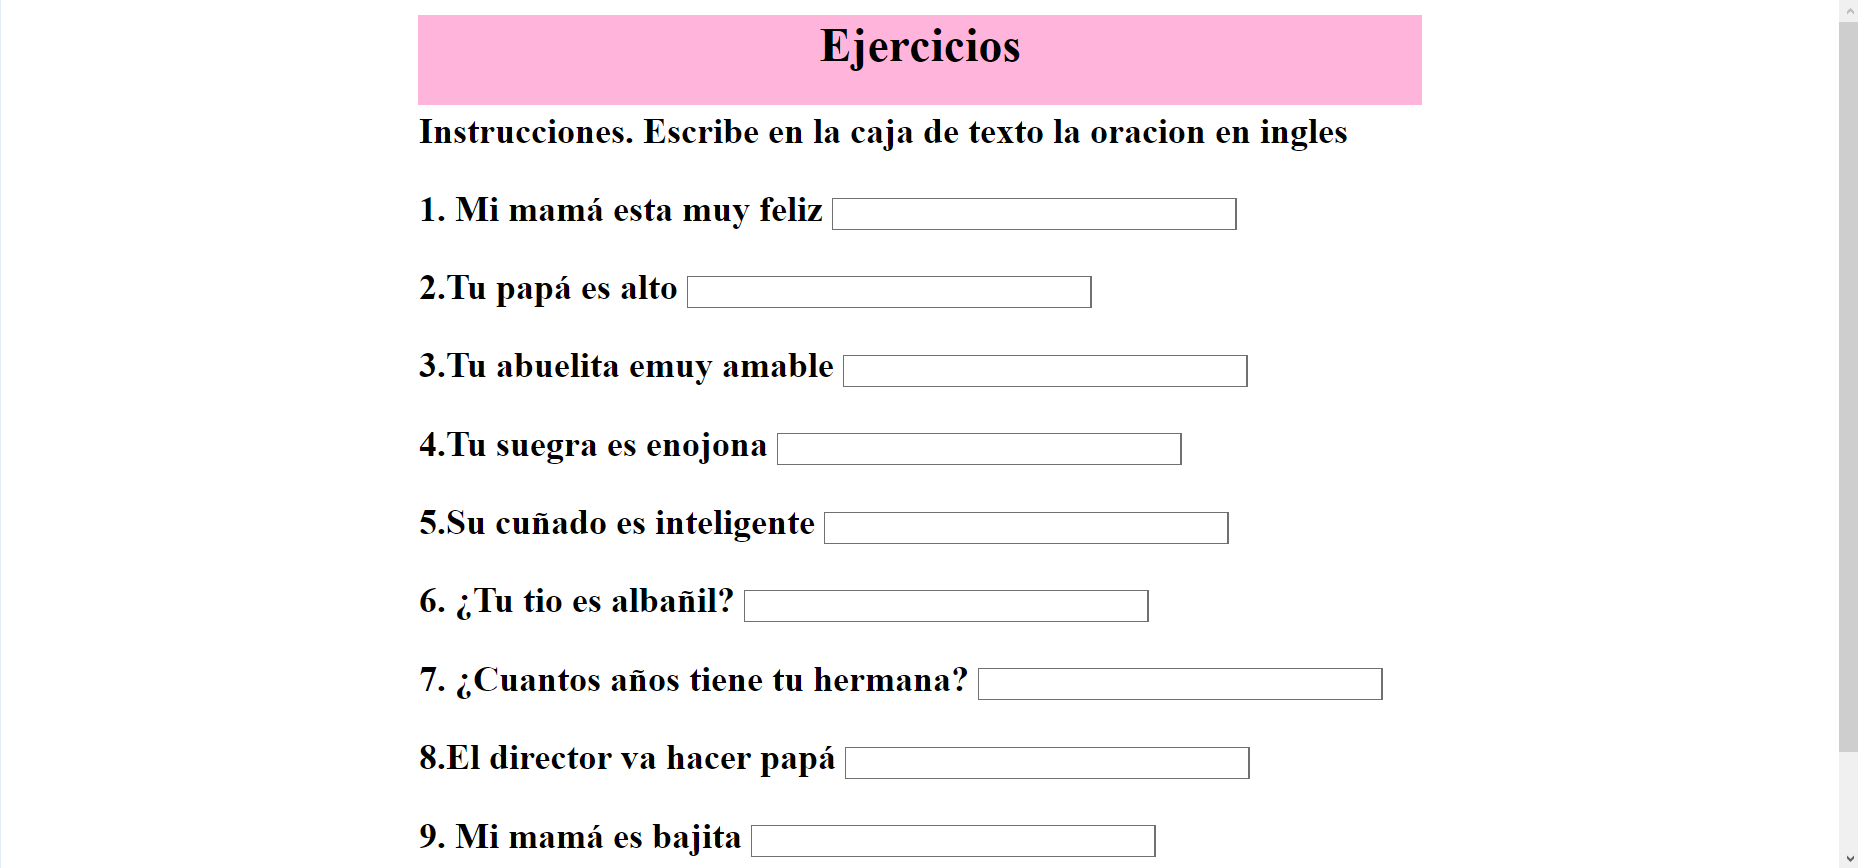 Ejercicios
Instrucciones. Escribe en la caja de texto la oracion en ingles
1. Mi mamá esta muy feliz
2.Tu papá es alto
3.Tu abuelita emuy amable
4.Tu suegra es enojona
5.Su cuñado es inteligente
6. ¿Tu tio es albañil?
7. ¿Cuantos años tiene tu hermana?
8.El director va hacer papá
9. Mi mamá es bajita